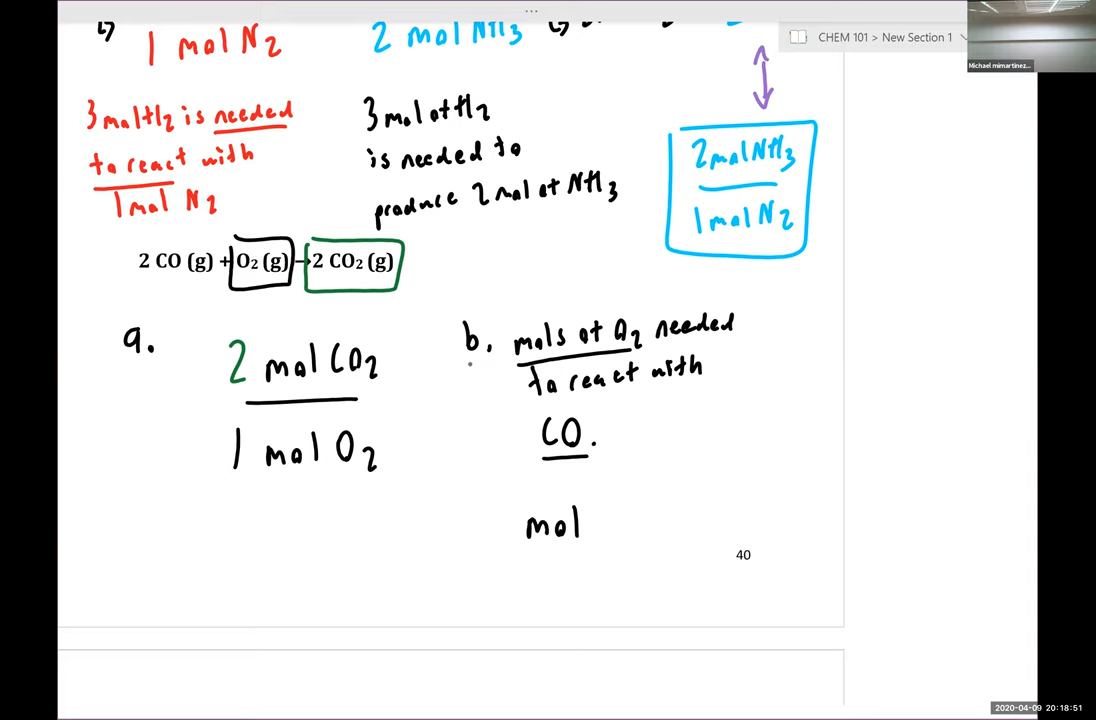 CHEM 101 > New Section 1
Michael mimartinez...
1 mol N2
2 mol NH3
3 mol H2 is needed
to react with
1 mol N2
3 mol of H2
is needed to
produce 2 mol of NH3
2 mol NH3
1 mol N2
2 CO (g) + O2 (g) → 2 CO2 (g)
a.
2 mol CO2
1 mol O2
b. mols of O2 needed
to react with
CO.
mol
40
2020-04-09 20:18:51